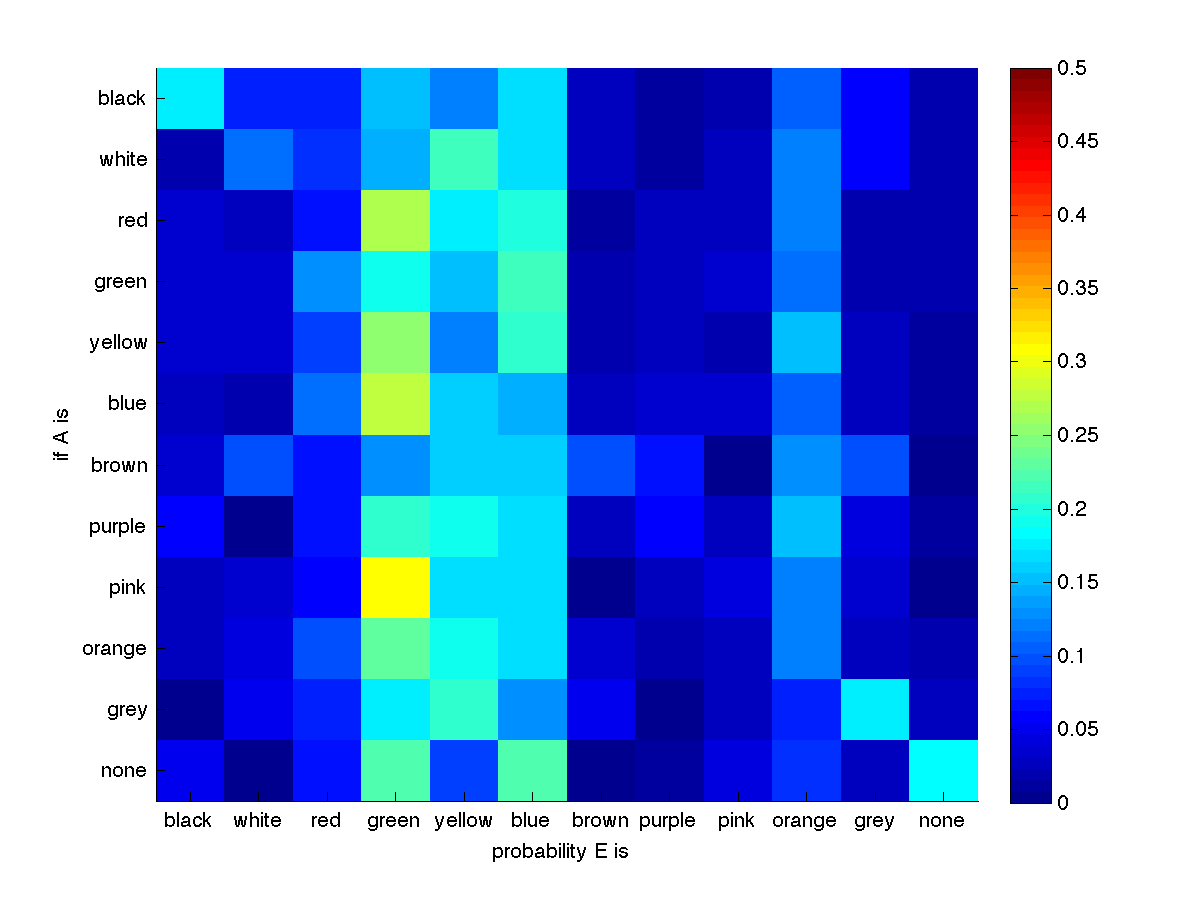 black
white
red
green
yellow
blue
brown
purple
pink
orange
grey
none
if A is
black white red green yellow blue brown purple pink orange grey none
probability E is
0.5
0.45
0.4
0.35
0.3
0.25
0.2
0.15
0.1
0.05
0